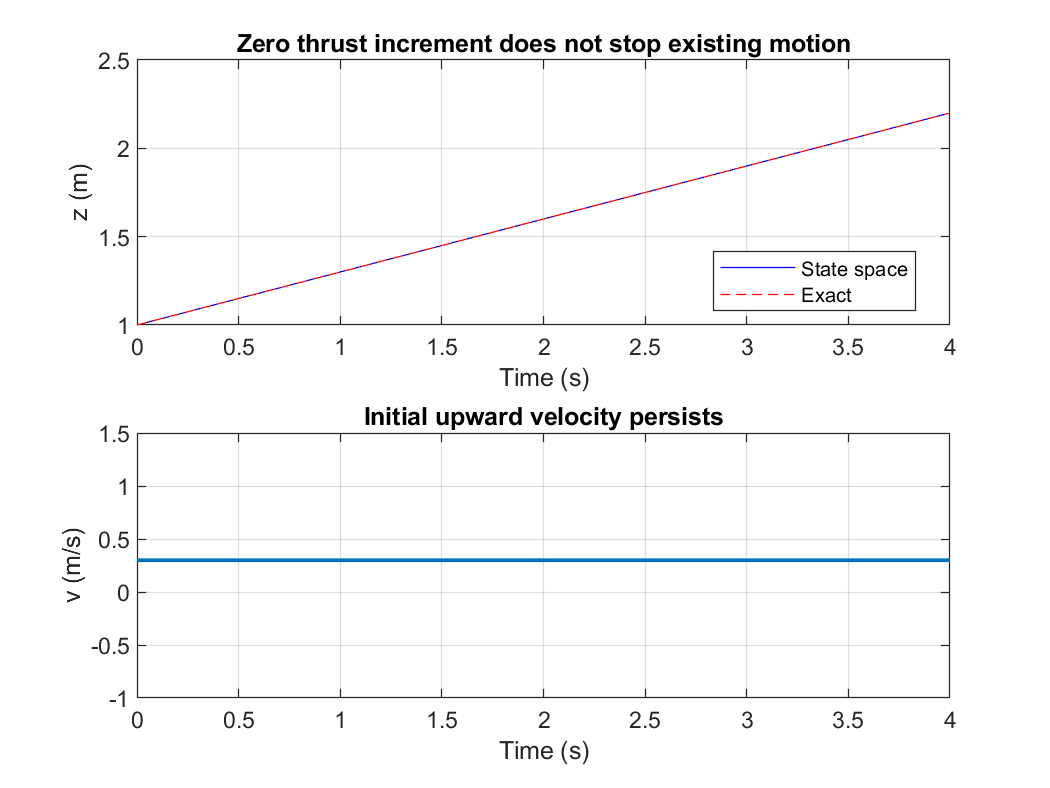 Zero thrust increment does not stop existing motion
2.5
2
1.5
1
z (m)
State space
Exact
0 0.5 1 1.5 2 2.5 3 3.5 4
Time (s)
Initial upward velocity persists
1.5
1
0.5
0
-0.5
-1
v (m/s)
0 0.5 1 1.5 2 2.5 3 3.5 4
Time (s)